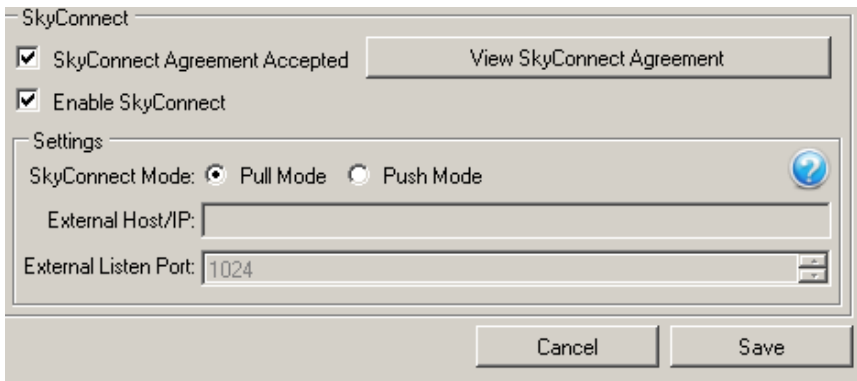 SkyConnect
SkyConnect Agreement Accepted View SkyConnect Agreement
Enable SkyConnect
Settings
SkyConnect Mode: Pull Mode Push Mode
?
External Host/IP:
External Listen Port: 1024
Cancel Save